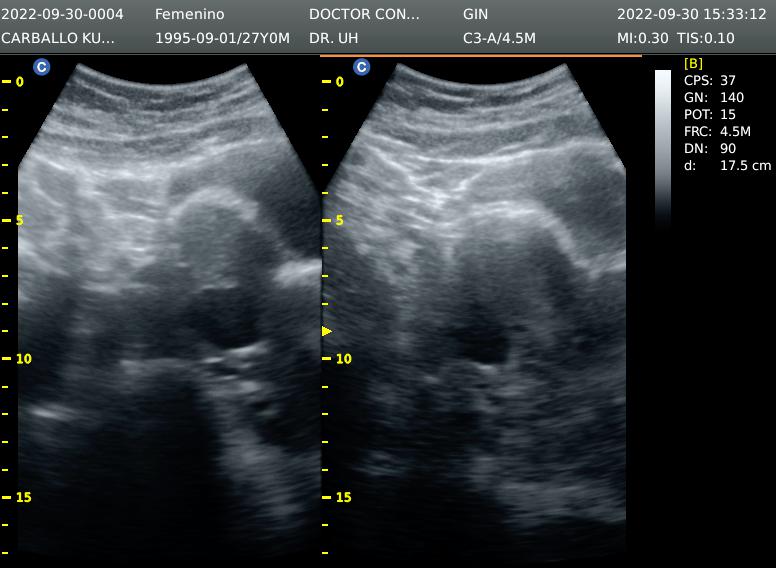 2022-09-30-0004 Femenino DOCTOR CON... GIN 2022-09-30 15:33:12
CARBALLO KU... 1995-09-01/27Y0M DR. UH C3-A/4.5M MI:0.30 TIS:0.10
C C [B]
0 0 CPS: 37
GN: 140
POT: 15
FRC: 4.5M
DN: 90
d: 17.5 cm
5 5
10 10
15 15